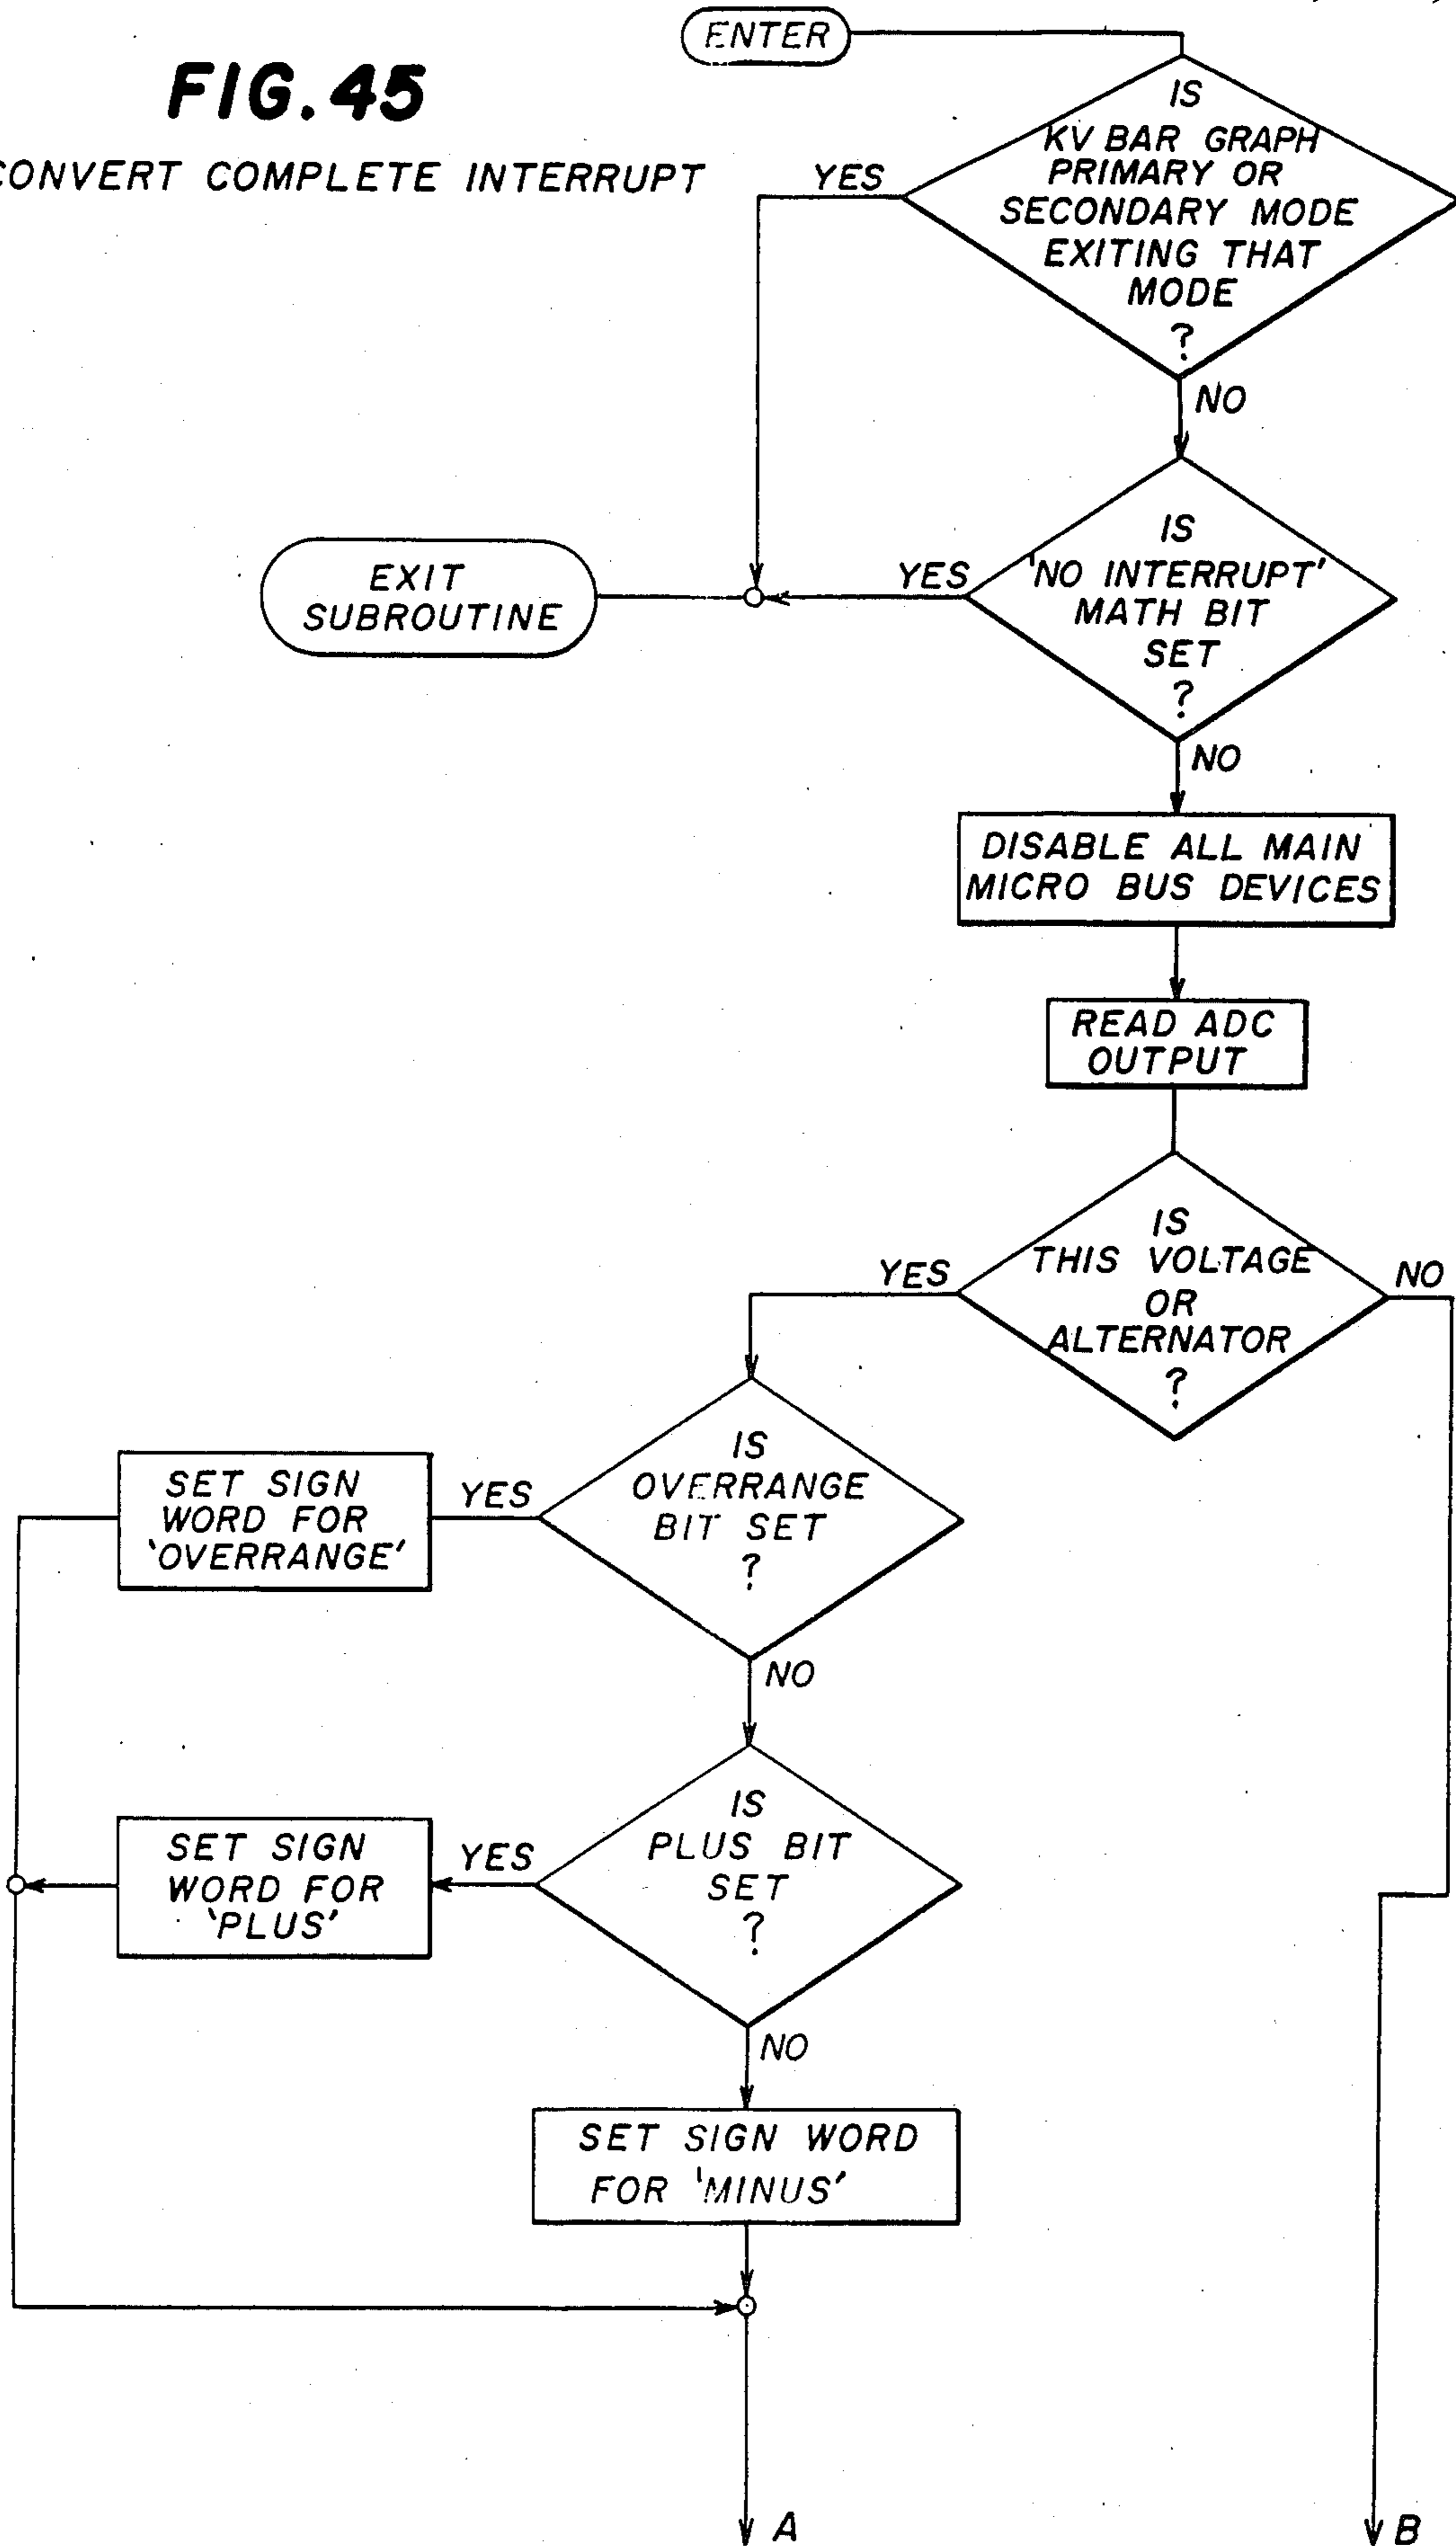 ENTER
FIG. 45
CONVERT COMPLETE INTERRUPT
IS
KV BAR GRAPH
PRIMARY OR
SECONDARY MODE
EXITING THAT
MODE
?
YES
NO
IS
'NO INTERRUPT'
MATH BIT
SET
?
YES
NO
EXIT
SUBROUTINE
DISABLE ALL MAIN
MICRO BUS DEVICES
READ ADC
OUTPUT
IS
THIS VOLTAGE
OR
ALTERNATOR
?
YES
NO
IS
OVERRANGE
BIT SET
?
YES
NO
SET SIGN
WORD FOR
'OVERRANGE'
IS
PLUS BIT
SET
?
YES
NO
SET SIGN
WORD FOR
'PLUS'
SET SIGN WORD
FOR 'MINUS'
A
B